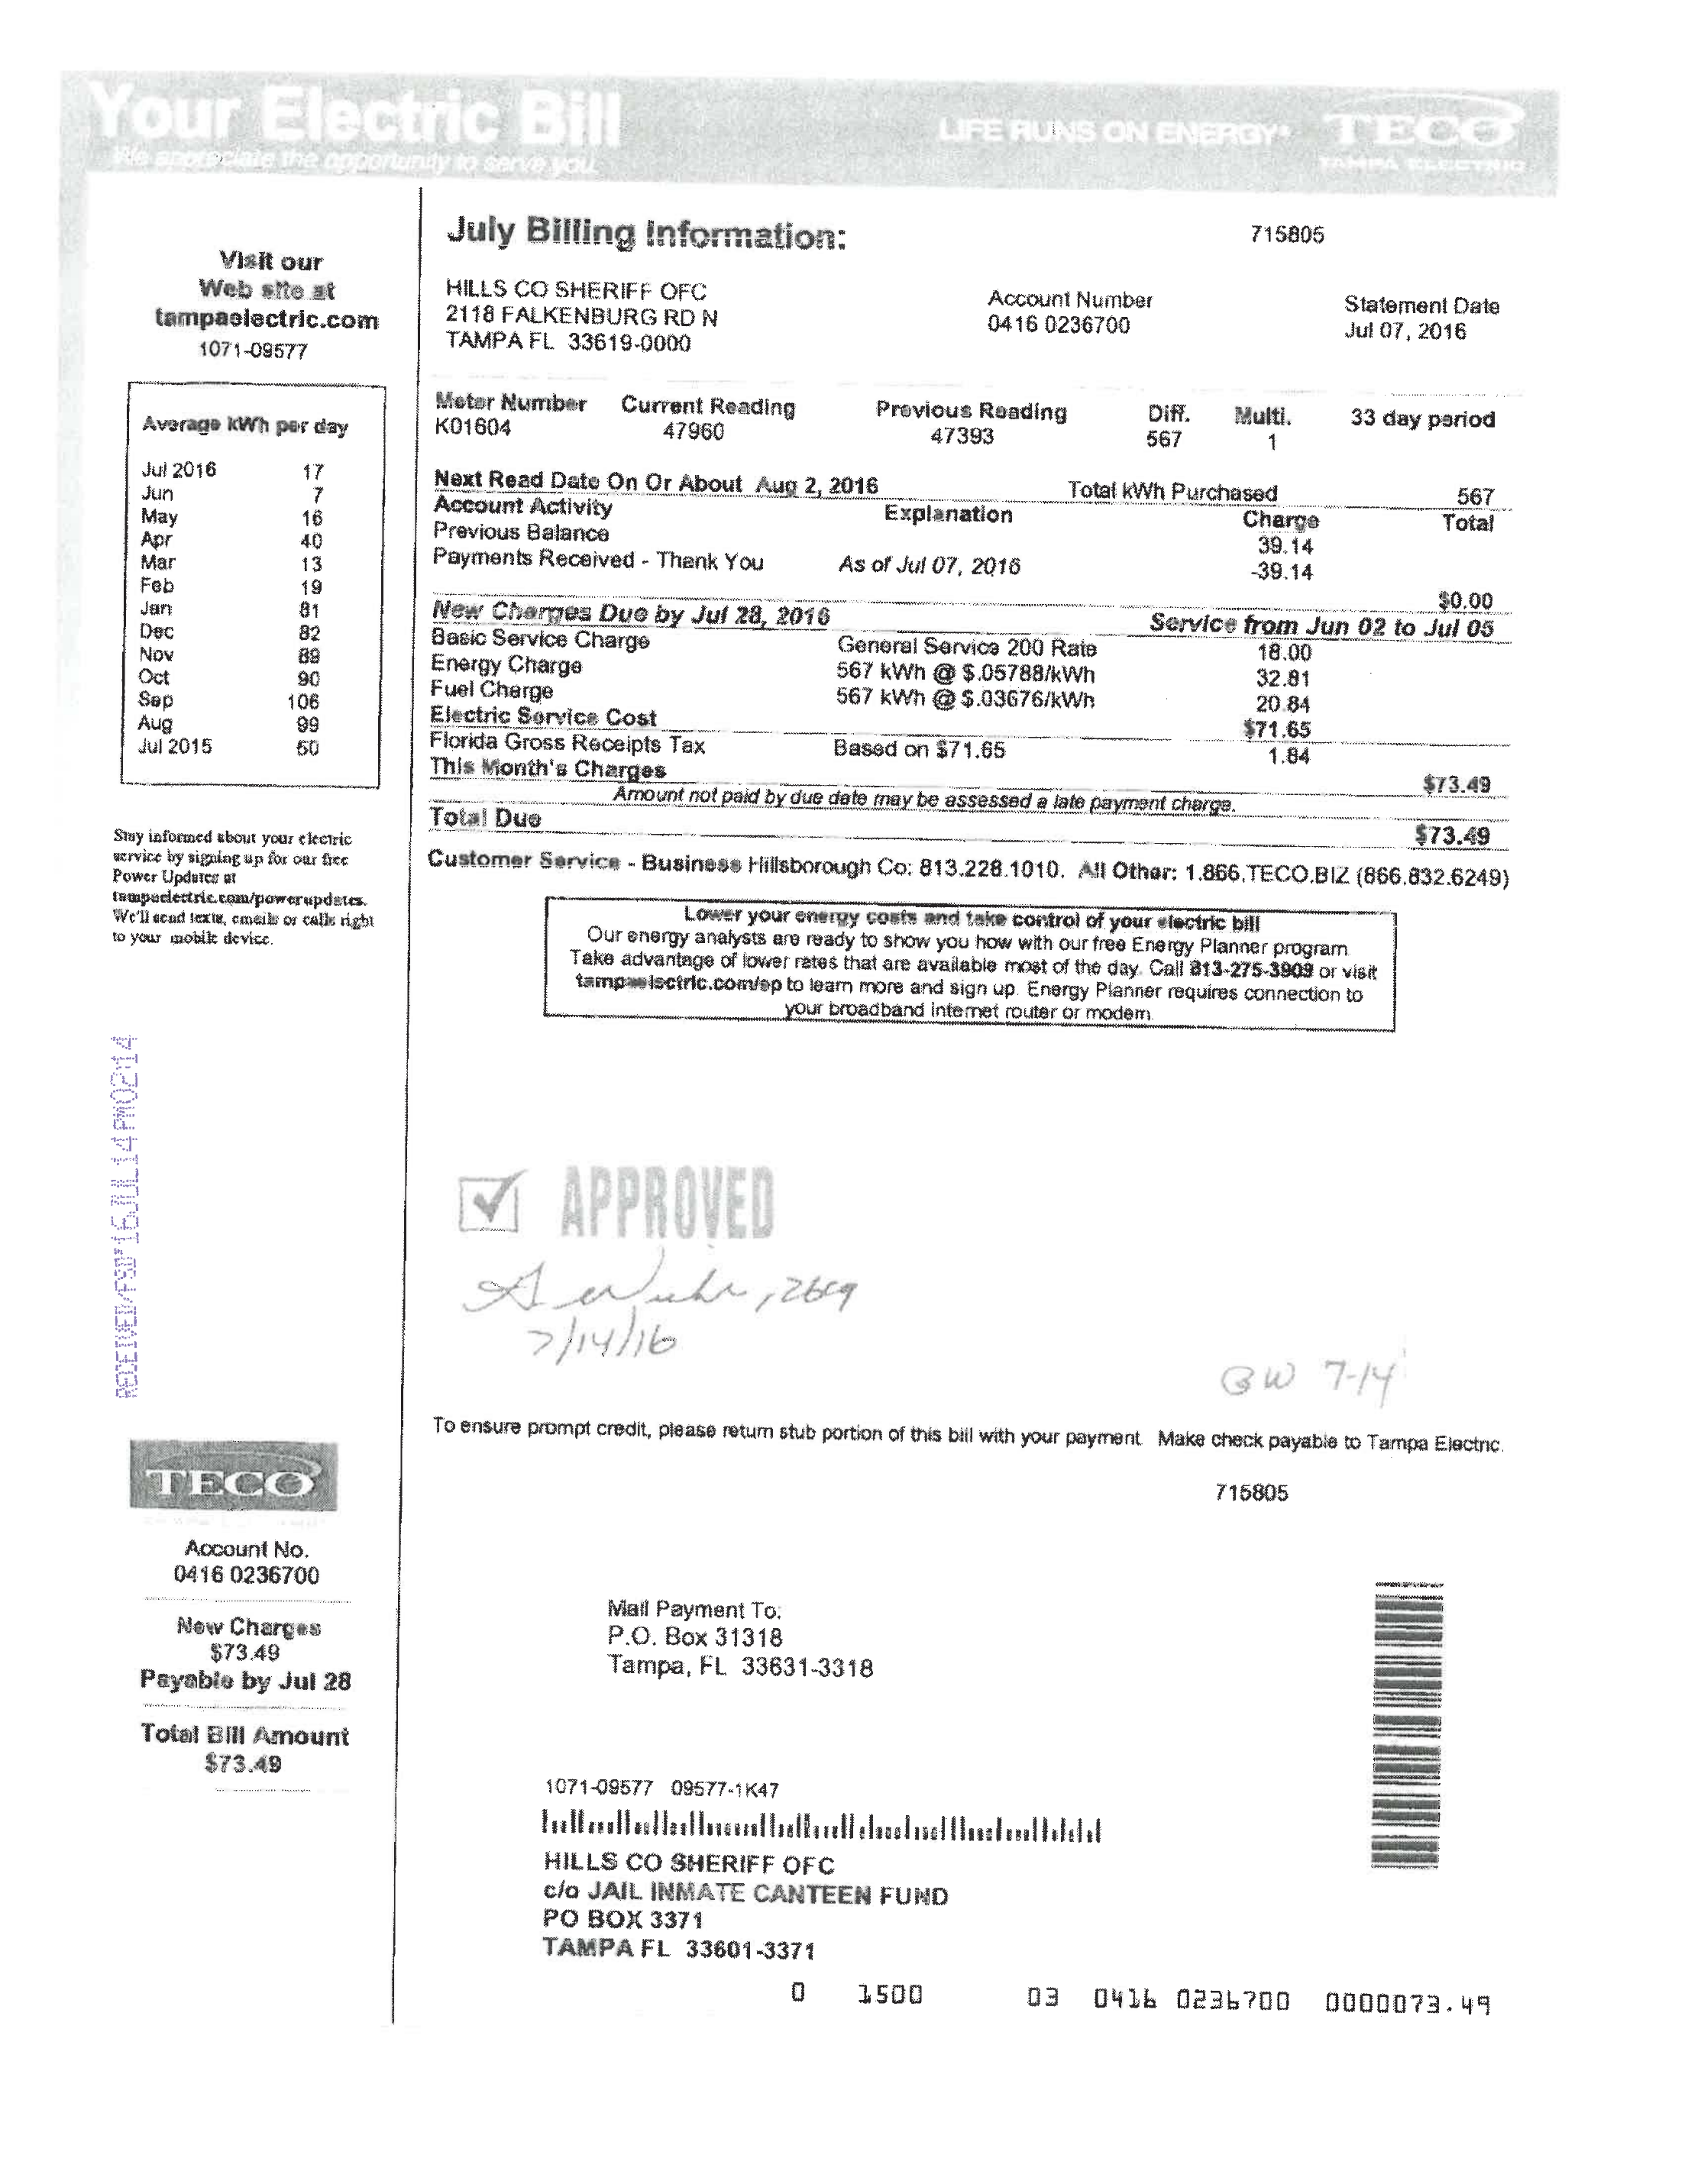 Your Electric Bill
We appreciate the opportunity to serve you.
LIFE RUNS ON ENERGY®
TECO
TAMPA ELECTRIC
Visit our
Web site at
tampaelectric.com
1071-09577
Average kWh per day
Jul 2016 17
Jun 7
May 16
Apr 40
Mar 13
Feb 19
Jan 81
Dec 82
Nov 89
Oct 90
Sep 106
Aug 99
Jul 2015 50
Stay informed about your electric
service by signing up for our free
Power Updates at
tampaelectric.com/powerupdates.
We'll send texts, emails or calls right
to your mobile device.
RECEIVED/FSD'16JUL14PM0214
July Billing Information:
715805
HILLS CO SHERIFF OFC
2118 FALKENBURG RD N
TAMPA FL 33619-0000
Account Number
0416 0236700
Statement Date
Jul 07, 2016
Meter Number Current Reading Previous Reading Diff. Multi. 33 day period
K01604 47960 47393 567 1
Next Read Date On Or About Aug 2, 2016 Total kWh Purchased 567
Account Activity Explanation Charge Total
Previous Balance 39.14
Payments Received - Thank You As of Jul 07, 2016 -39.14
$0.00
New Charges Due by Jul 28, 2016 Service from Jun 02 to Jul 05
Basic Service Charge General Service 200 Rate 18.00
Energy Charge 567 kWh @ $.05788/kWh 32.81
Fuel Charge 567 kWh @ $.03676/kWh 20.84
Electric Service Cost $71.65
Florida Gross Receipts Tax Based on $71.65 1.84
This Month's Charges $73.49
Amount not paid by due date may be assessed a late payment charge.
Total Due $73.49
Customer Service - Business Hillsborough Co: 813.228.1010. All Other: 1.866.TECO.BIZ (866.832.6249)
Lower your energy costs and take control of your electric bill
Our energy analysts are ready to show you how with our free Energy Planner program.
Take advantage of lower rates that are available most of the day. Call 813-275-3909 or visit
tampaelectric.com/ep to learn more and sign up. Energy Planner requires connection to
your broadband internet router or modem.
APPROVED
7/14/16
BW 7-14
To ensure prompt credit, please return stub portion of this bill with your payment. Make check payable to Tampa Electric.
715805
TECO
Account No.
0416 0236700
New Charges
$73.49
Payable by Jul 28
Total Bill Amount
$73.49
Mail Payment To:
P.O. Box 31318
Tampa, FL 33631-3318
1071-09577 09577-1K47
HILLS CO SHERIFF OFC
c/o JAIL INMATE CANTEEN FUND
PO BOX 3371
TAMPA FL 33601-3371
0 1500 03 0416 0236700 0000073.49